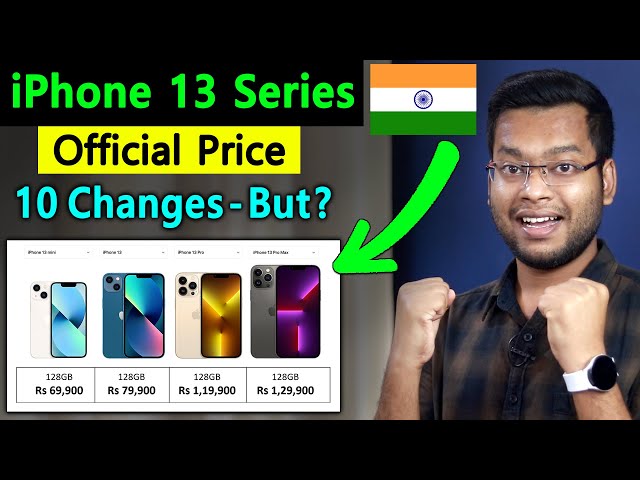 iPhone 13 Series
Official Price
10 Changes - But?
iPhone 13 mini iPhone 13 iPhone 13 Pro iPhone 13 Pro Max
128GB 128GB 128GB 128GB
Rs 69,900 Rs 79,900 Rs 1,19,900 Rs 1,29,900